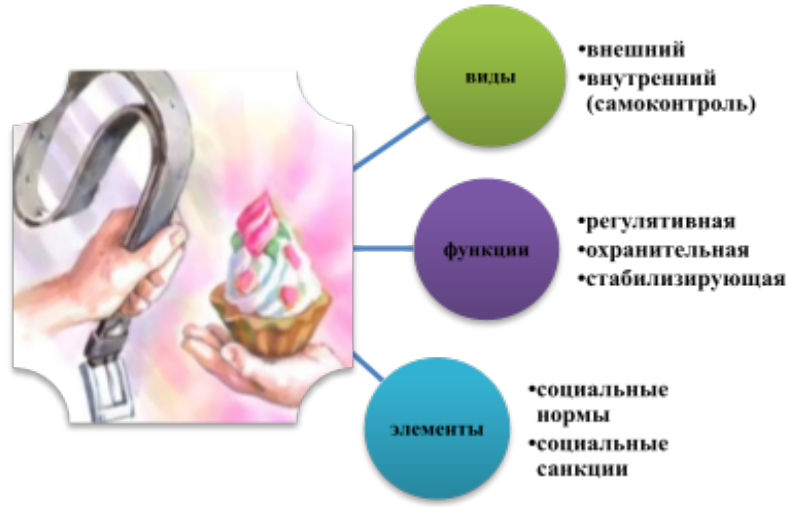 виды
•внешний
•внутренний
(самоконтроль)
функции
•регулятивная
•охранительная
•стабилизирующая
элементы
•социальные
нормы
•социальные
санкции